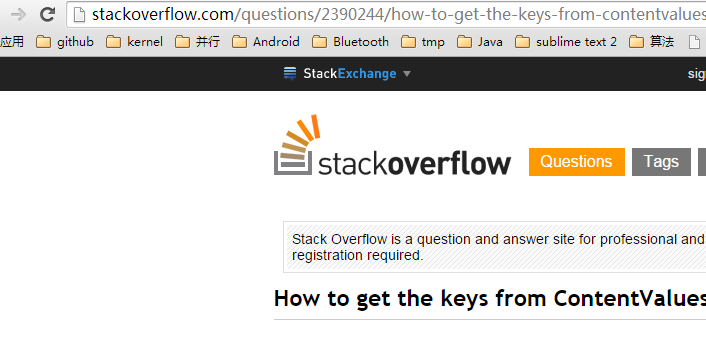 stackoverflow.com/questions/2390244/how-to-get-the-keys-from-contentvalues
应用 github kernel 并行 Android Bluetooth tmp Java sublime text 2 算法
StackExchange sig
stackoverflow Questions Tags
Stack Overflow is a question and answer site for professional and
registration required.
How to get the keys from ContentValues